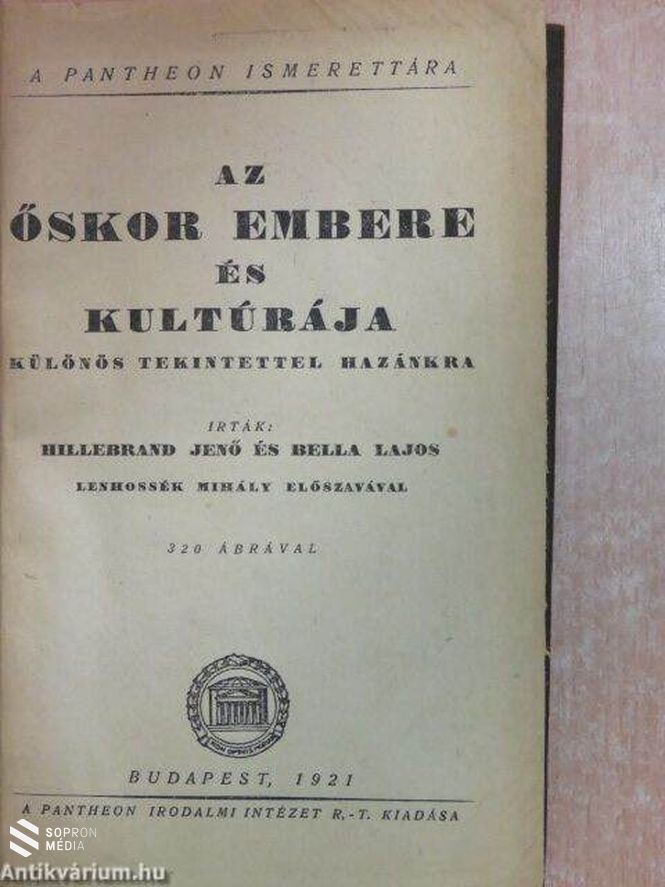 A PANTHEON ISMERETTÁRA
AZ
ŐSKOR EMBERE
ÉS
KULTÚRÁJA
KÜLÖNÖS TEKINTETTEL HAZÁNKRA
IRTÁK:
HILLEBRAND JENŐ ÉS BELLA LAJOS
LENHOSSÉK MIHÁLY ELŐSZAVÁVAL
320 ÁBRÁVAL
BUDAPEST, 1921
A PANTHEON IRODALMI INTÉZET R.-T. KIADÁSA
SOPRON
MÉDIA
Antikvárium.hu